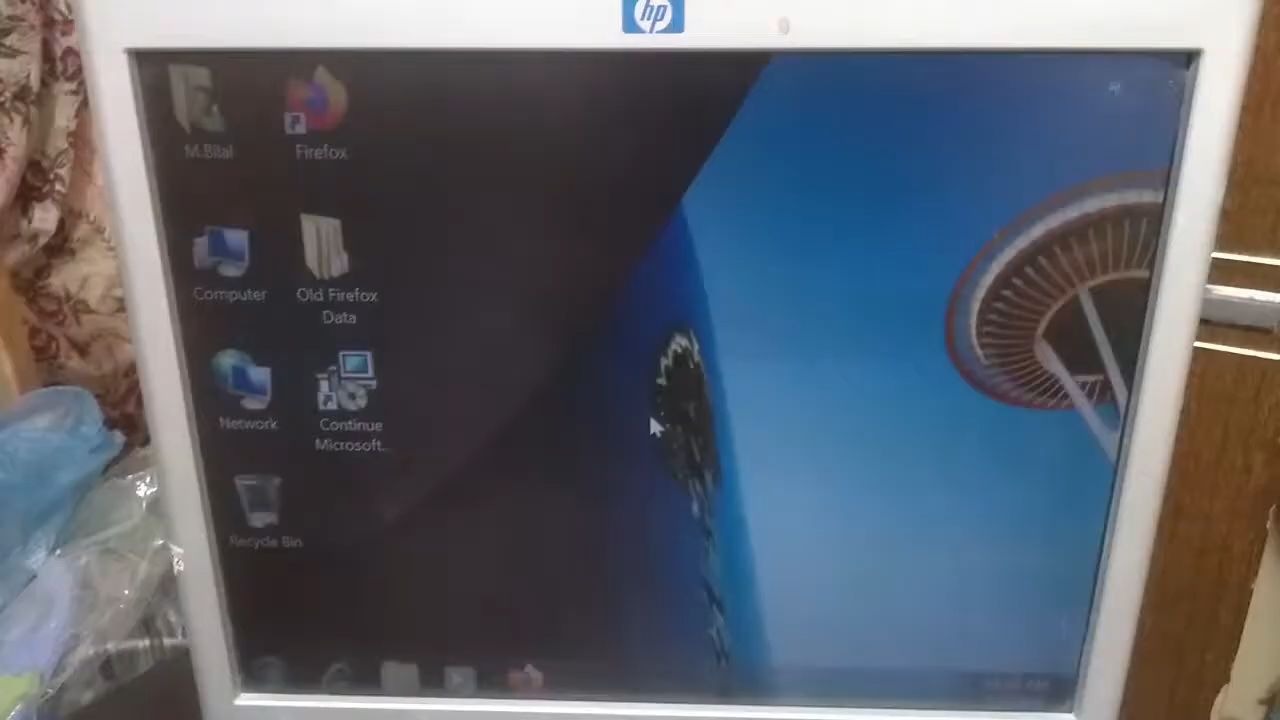 hp
M.Bilal
Firefox
Computer
Old Firefox
Data
Network
Continue
Microsoft...
Recycle Bin